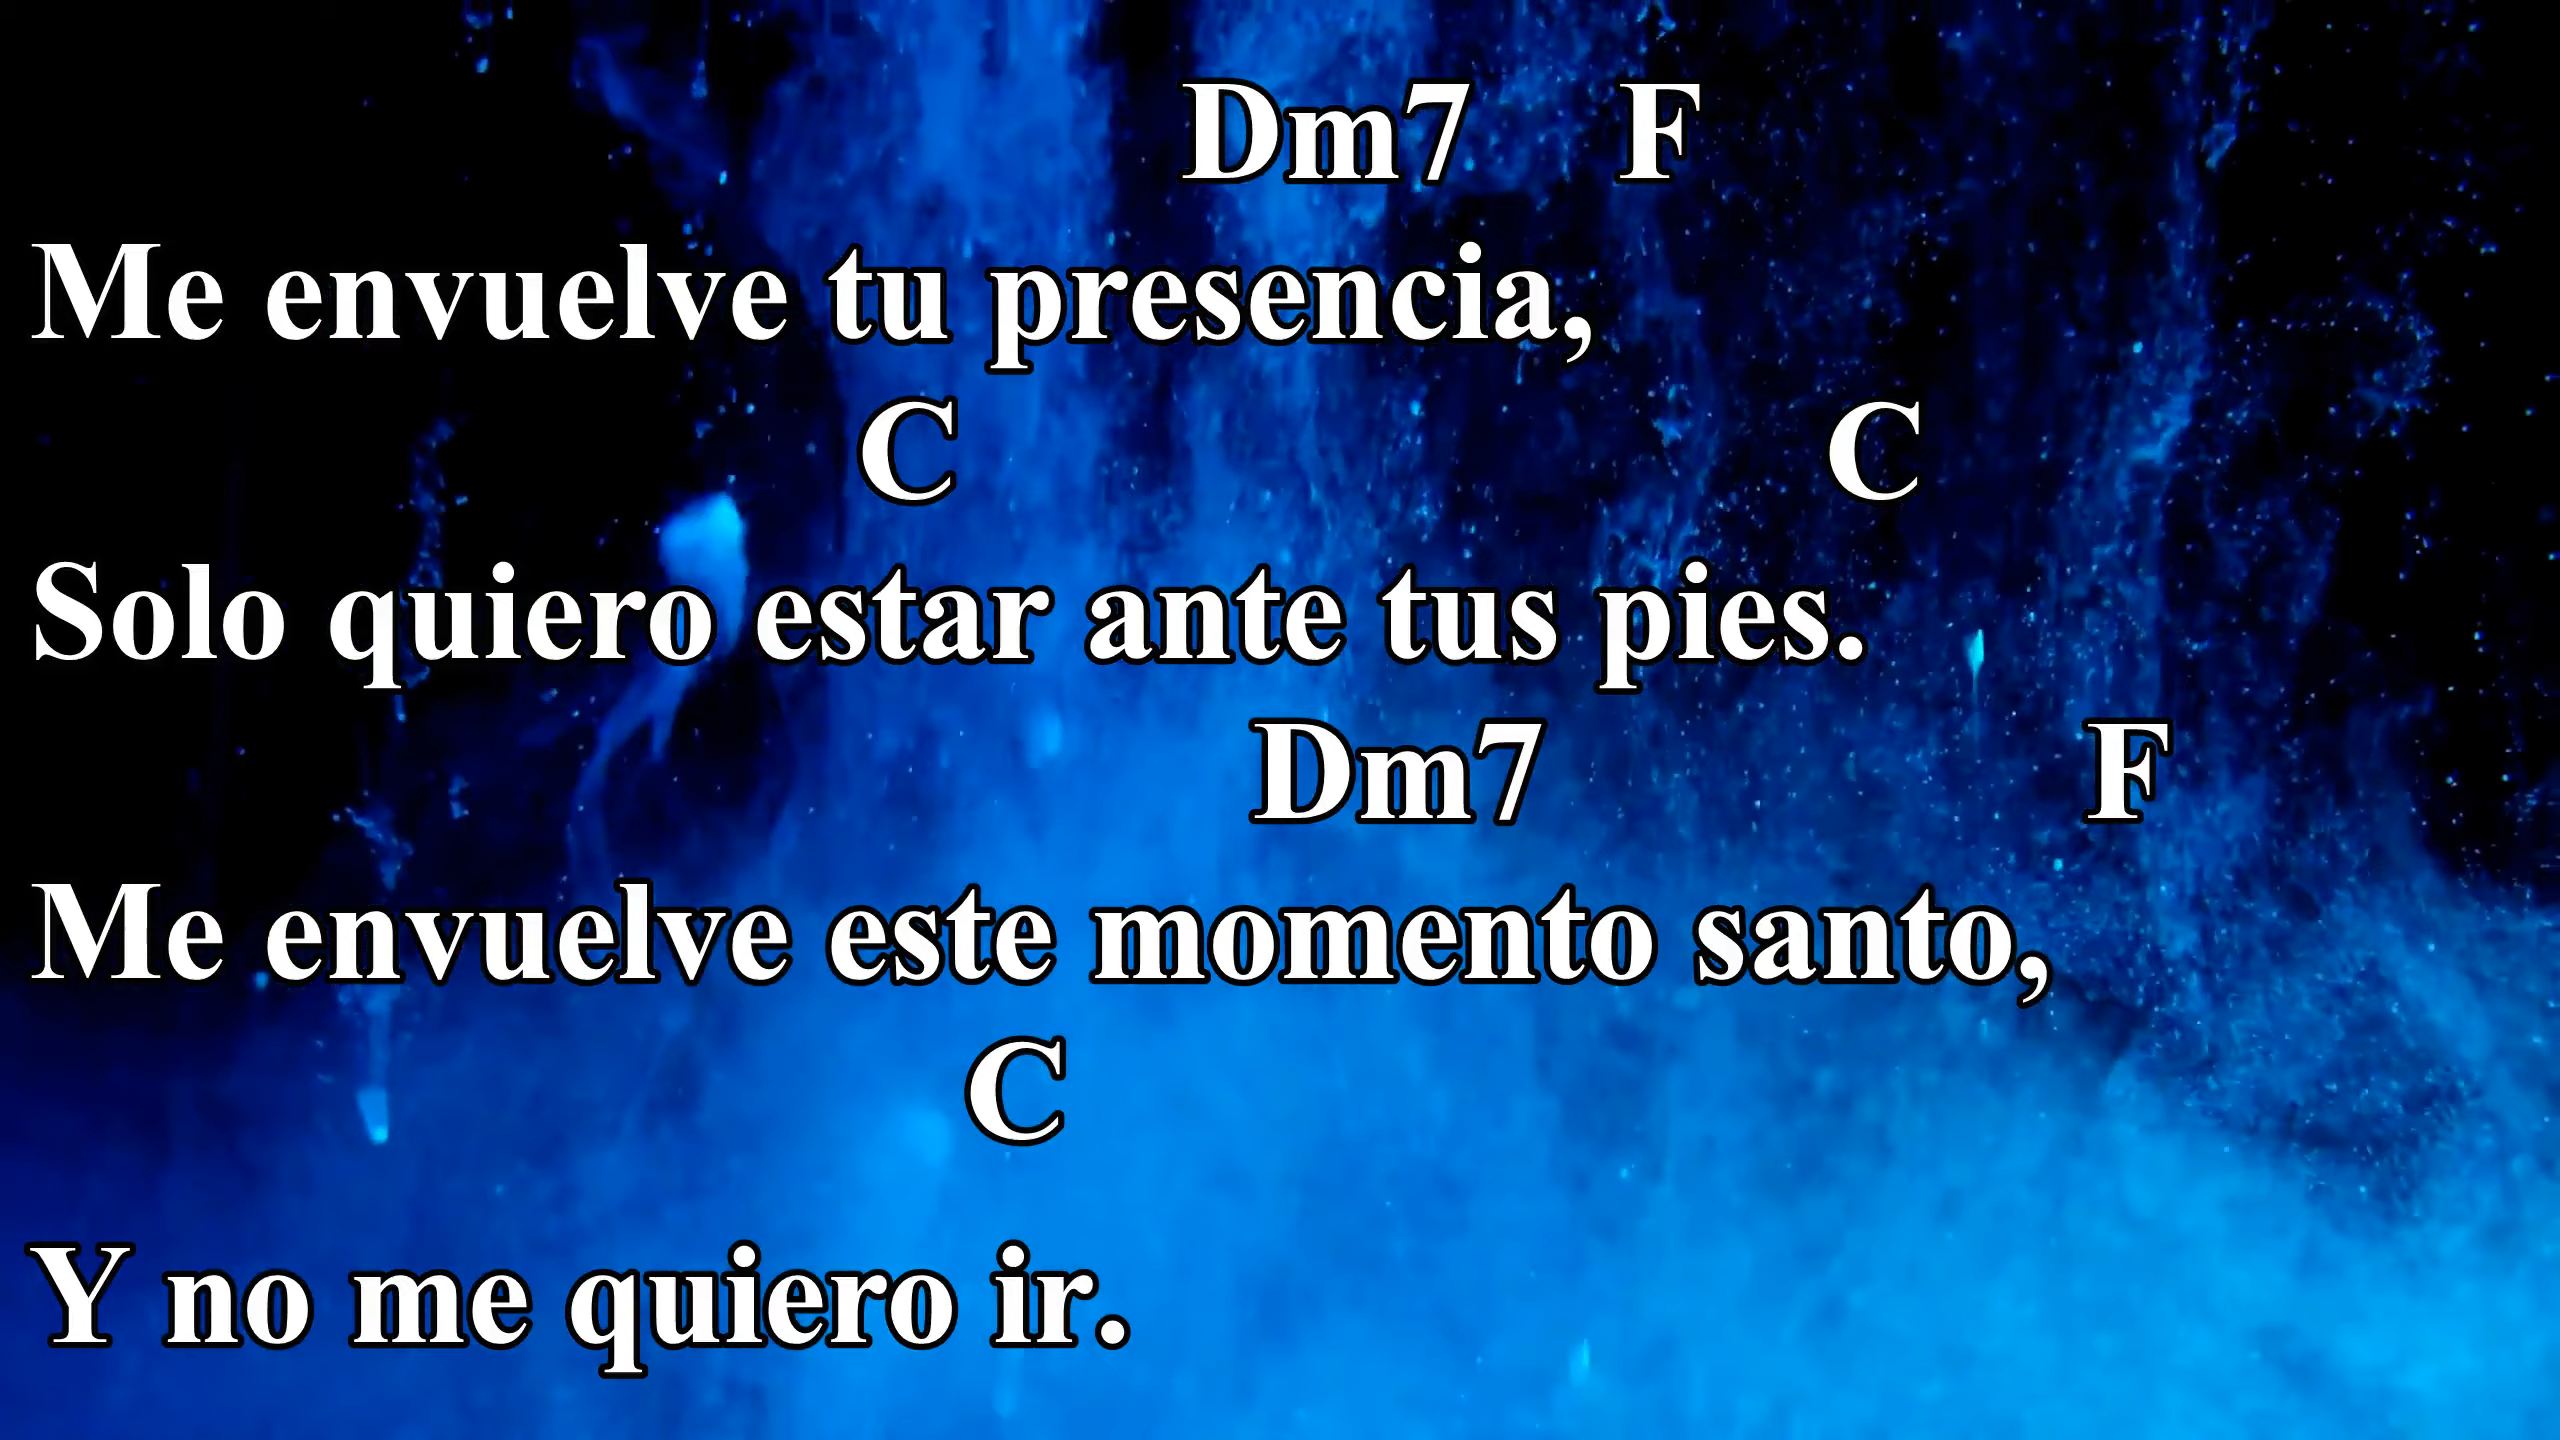 Dm7 F
Me envuelve tu presencia,
C C
Solo quiero estar ante tus pies.
Dm7 F
Me envuelve este momento santo,
C
Y no me quiero ir.